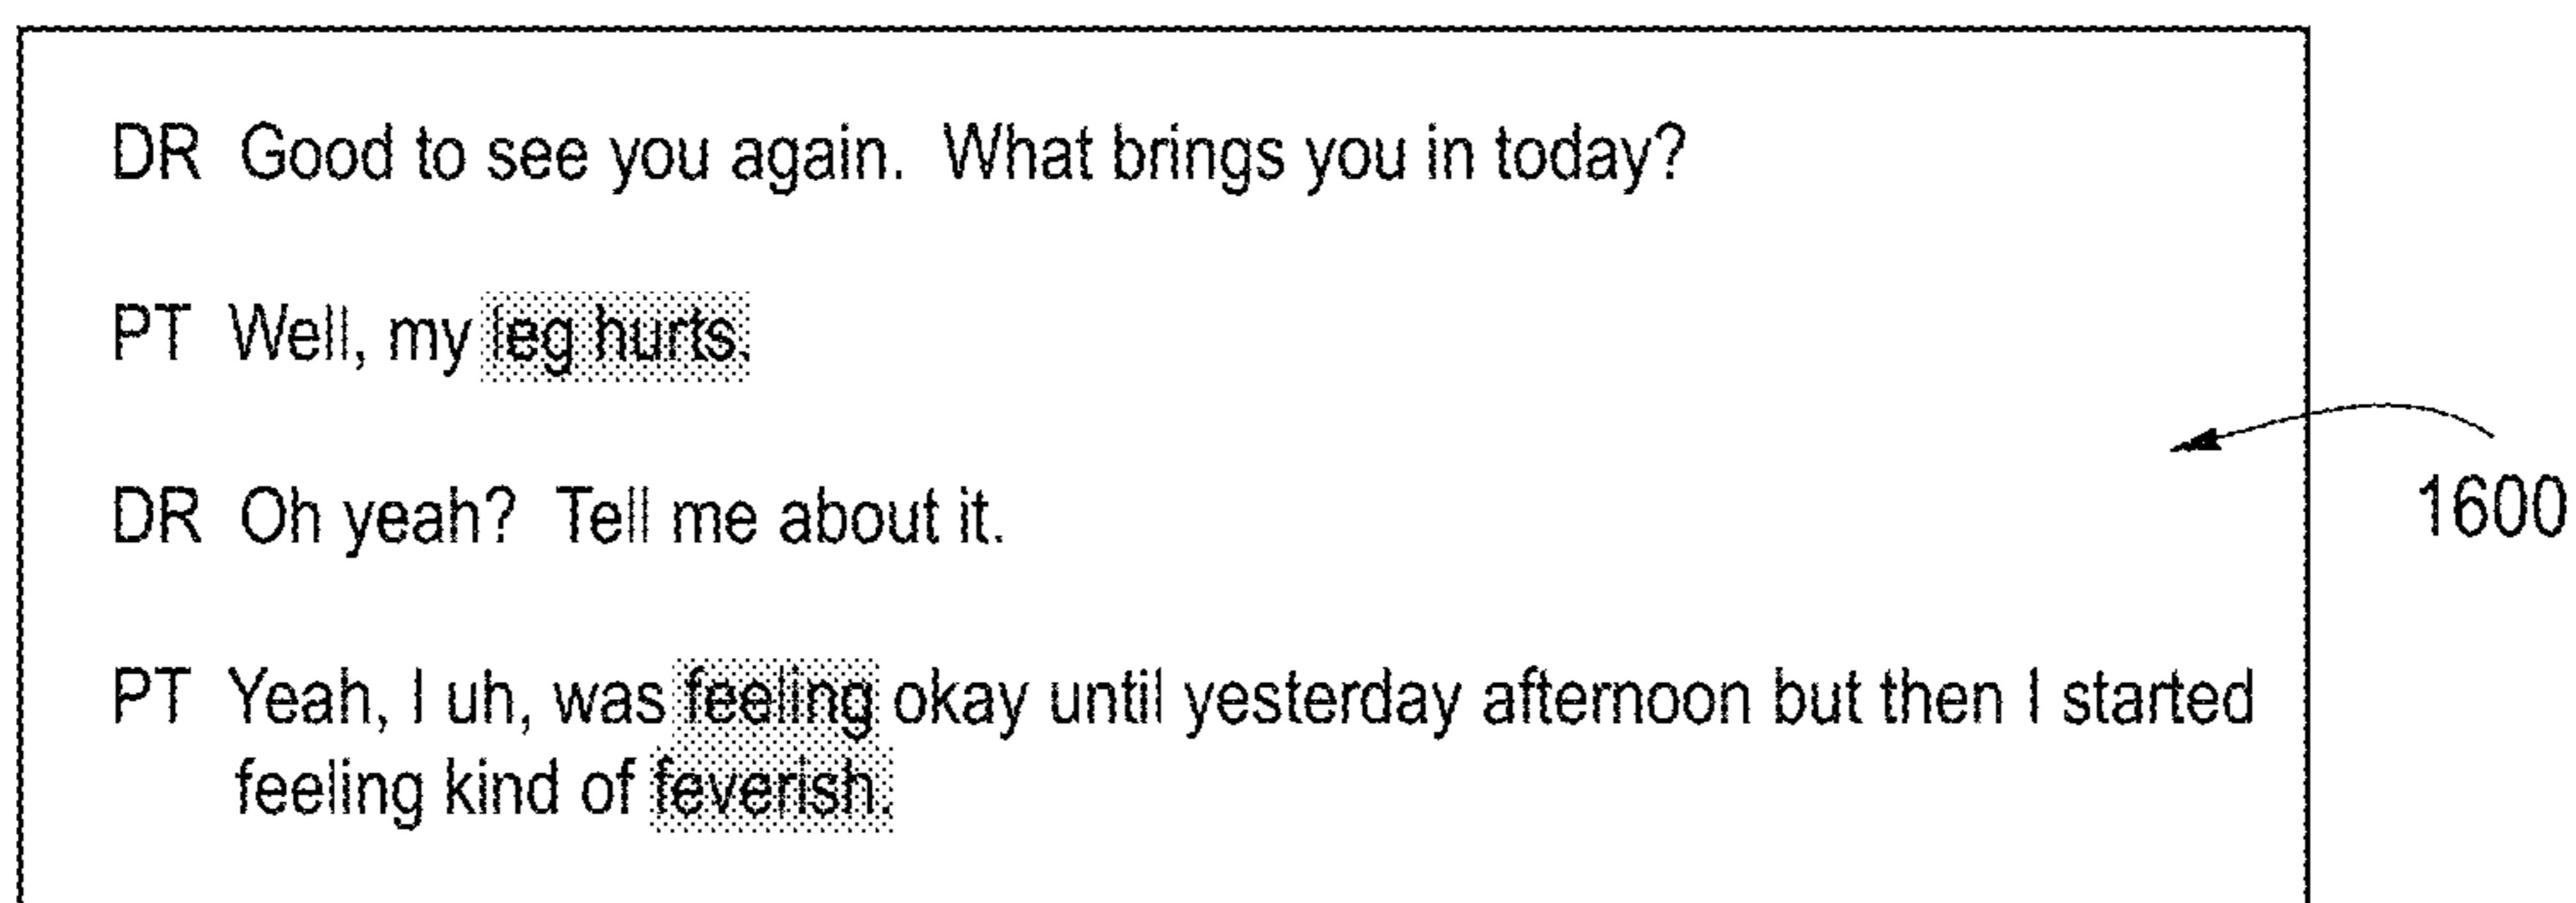 DR Good to see you again. What brings you in today?
PT Well, my leg hurts.
DR Oh yeah? Tell me about it.
1600
PT Yeah, I uh, was feeling okay until yesterday afternoon but then I started
feeling kind of feverish.